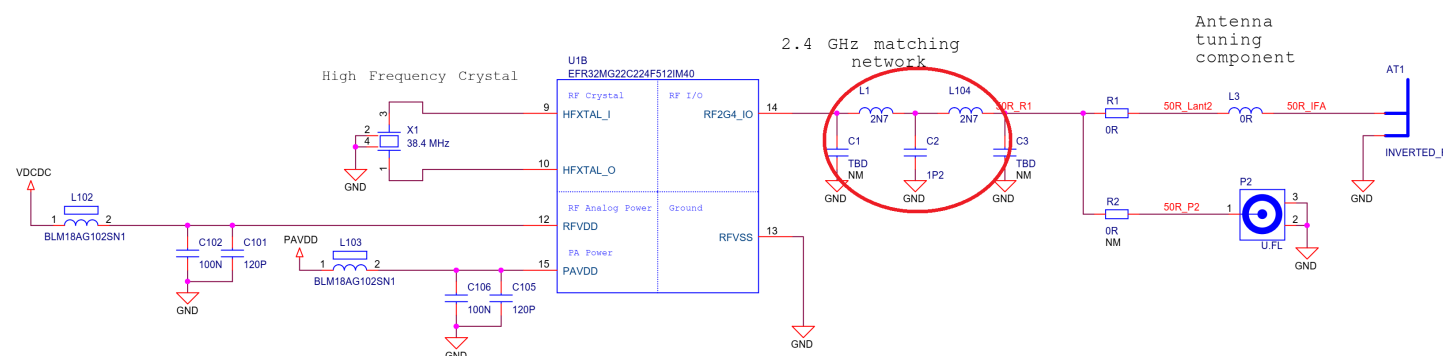 Antenna
tuning
component
2.4 GHz matching
network
High Frequency Crystal
U1B
EFR32MG22C224F512IM40
RF Crystal
RF I/O
HFXTAL_I
RF2G4_IO
HFXTAL_O
RF Analog Power
Ground
RFVDD
RFVSS
PA Power
PAVDD
9
10
12
15
14
13
3
2
4
1
X1
38.4 MHz
GND
VDCDC
L102
1
2
BLM18AG102SN1
C102
100N
C101
120P
GND
PAVDD
L103
1
2
BLM18AG102SN1
C106
100N
C105
120P
GND
GND
L1
2N7
L104
2N7
50R_R1
C1
TBD
NM
GND
C2
1P2
GND
C3
TBD
NM
GND
R1
0R
50R_Lant2
L3
0R
50R_IFA
AT1
GND
R2
0R
NM
50R_P2
P2
1
3
2
U.FL
GND